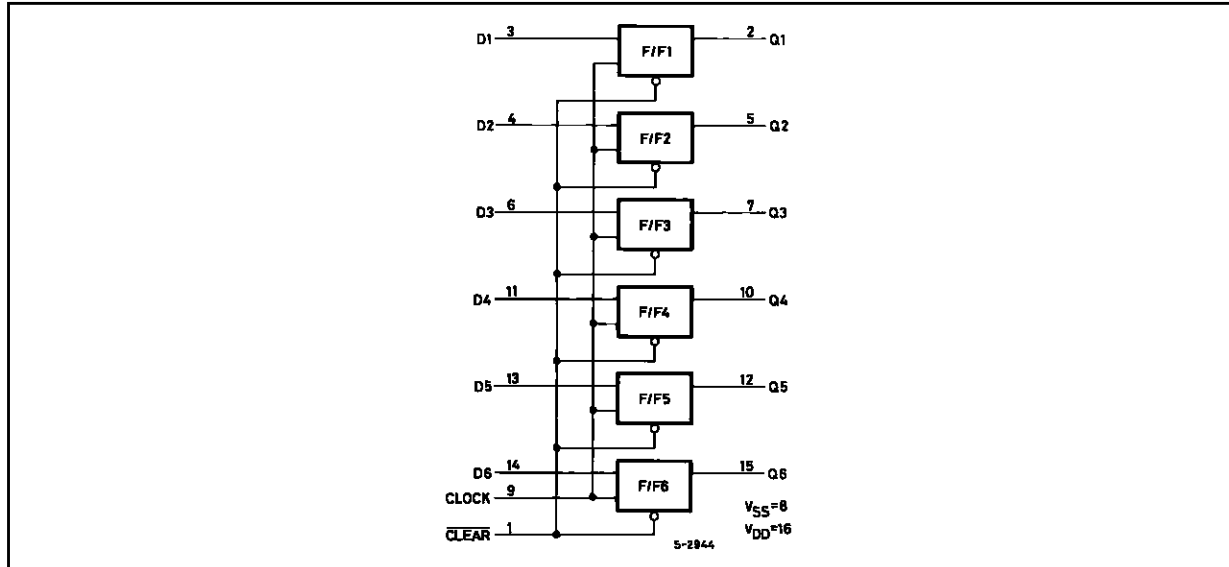 D1 3 F/F1 2 Q1
D2 4 F/F2 5 Q2
D3 6 F/F3 7 Q3
D4 11 F/F4 10 Q4
D5 13 F/F5 12 Q5
D6 14 F/F6 15 Q6
CLOCK 9
VSS=8
CLEAR 1
VDD=16
5-2944